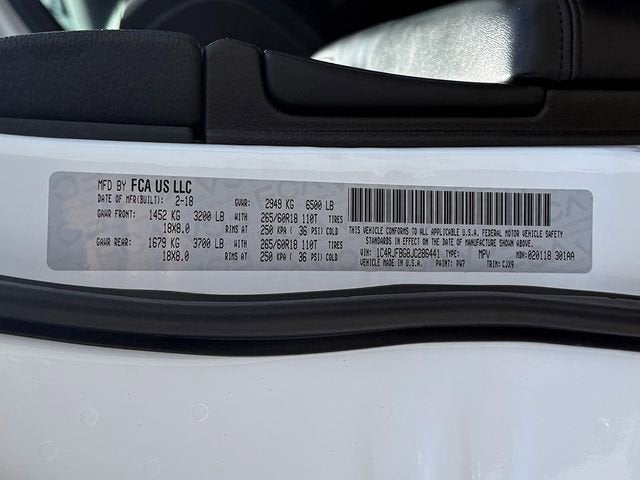 MFD BY FCA US LLC
DATE OF MFR(BUILT): 2-18 GVWR: 2949 KG 6500 LB
GAWR FRONT: 1452 KG 3200 LB WITH 265/60R18 110T TIRES
18X8.0 RIMS AT 250 KPA ( 36 PSI) COLD
GAWR REAR: 1679 KG 3700 LB WITH 265/60R18 110T TIRES
18X8.0 RIMS AT 250 KPA ( 36 PSI) COLD
THIS VEHICLE CONFORMS TO ALL APPLICABLE U.S.A. FEDERAL MOTOR VEHICLE SAFETY
STANDARDS IN EFFECT ON THE DATE OF MANUFACTURE SHOWN ABOVE.
VIN: 1C4RJFBG8JC286441 TYPE: MPV MDH: 020118 301AA
VEHICLE MADE IN U.S.A. PAINT: PW7 TRIM: CJX9